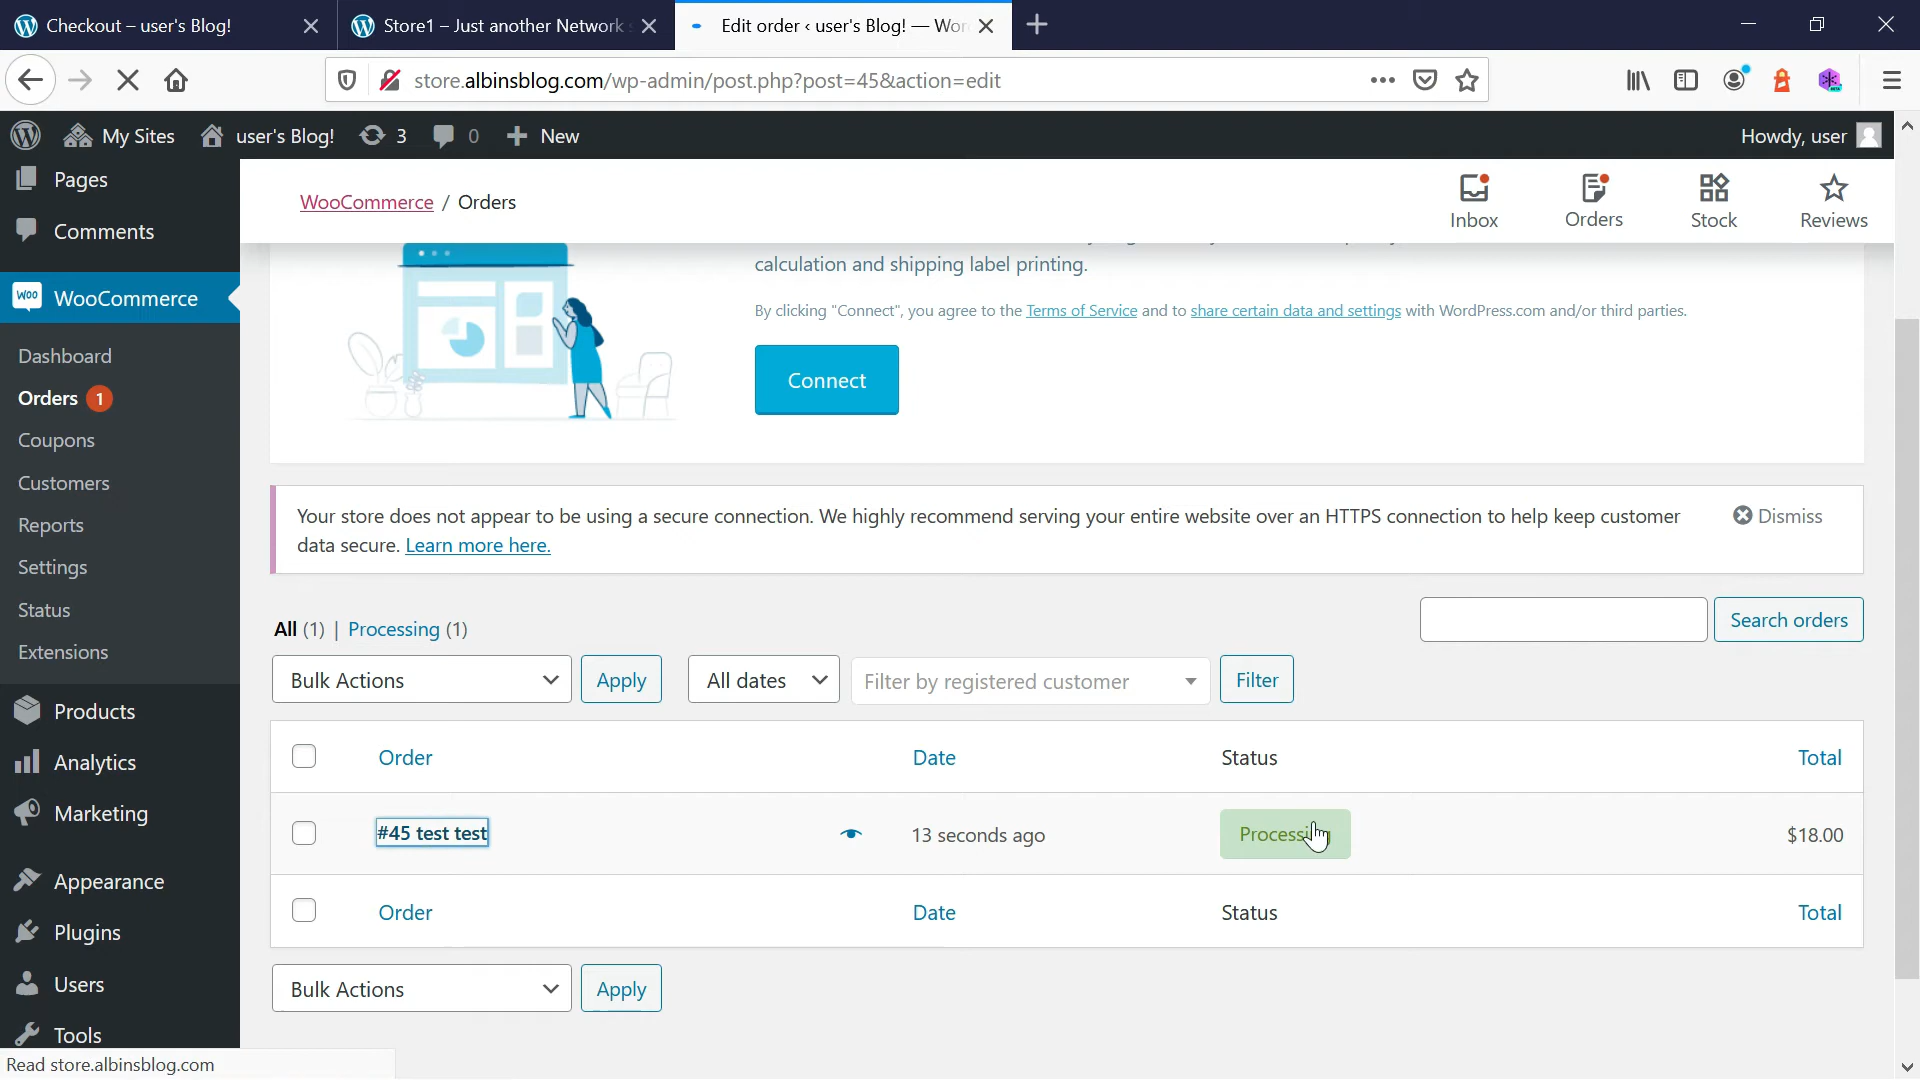 Checkout – user's Blog!
Store1 – Just another Network
Edit order ‹ user's Blog! — Wor
store.albinsblog.com/wp-admin/post.php?post=45&action=edit
My Sites
user's Blog!
3
0
New
Howdy, user
Pages
Comments
WooCommerce
Dashboard
Orders 1
Coupons
Customers
Reports
Settings
Status
Extensions
Products
Analytics
Marketing
Appearance
Plugins
Users
Tools
WooCommerce / Orders
Inbox
Orders
Stock
Reviews
calculation and shipping label printing.
By clicking "Connect", you agree to the Terms of Service and to share certain data and settings with WordPress.com and/or third parties.
Connect
Your store does not appear to be using a secure connection. We highly recommend serving your entire website over an HTTPS connection to help keep customer
data secure. Learn more here.
Dismiss
All (1) | Processing (1)
Search orders
Bulk Actions
Apply
All dates
Filter by registered customer
Filter
Order Date Status Total
#45 test test 13 seconds ago Processing $18.00
Order Date Status Total
Bulk Actions
Apply
Read store.albinsblog.com